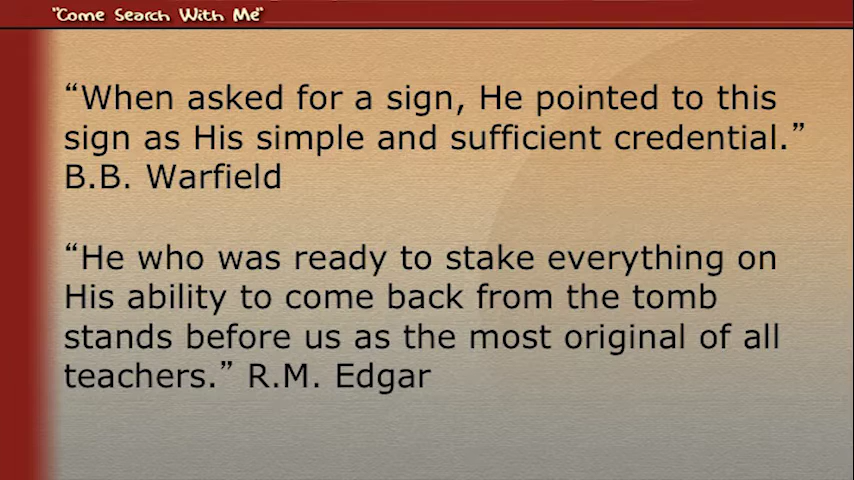 "Come Search With Me"
“When asked for a sign, He pointed to this
sign as His simple and sufficient credential.”
B.B. Warfield
“He who was ready to stake everything on
His ability to come back from the tomb
stands before us as the most original of all
teachers.” R.M. Edgar